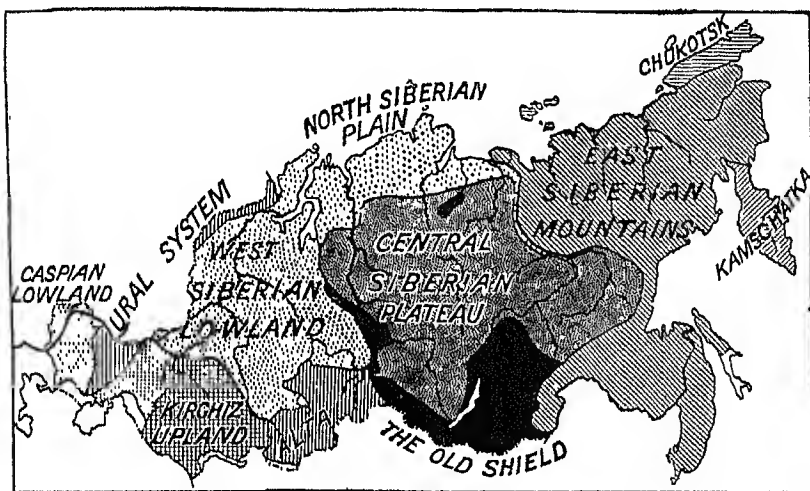 CHUKOTSK
NORTH SIBERIAN
PLAIN
EAST
SIBERIAN
MOUNTAINS
KAMSCHATKA
URAL SYSTEM
WEST
SIBERIAN
LOWLAND
CENTRAL
SIBERIAN
PLATEAU
CASPIAN
LOWLAND
KIRGHIZ
UPLAND
THE OLD SHIELD